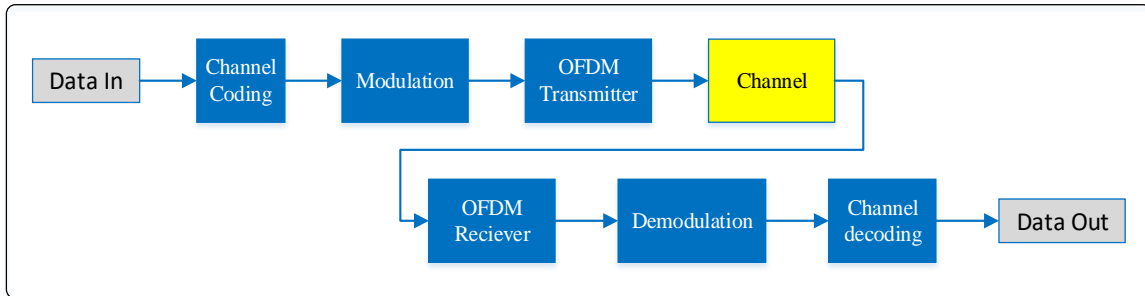 Data In
Channel
Coding
Modulation
OFDM
Transmitter
Channel
OFDM
Reciever
Demodulation
Channel
decoding
Data Out